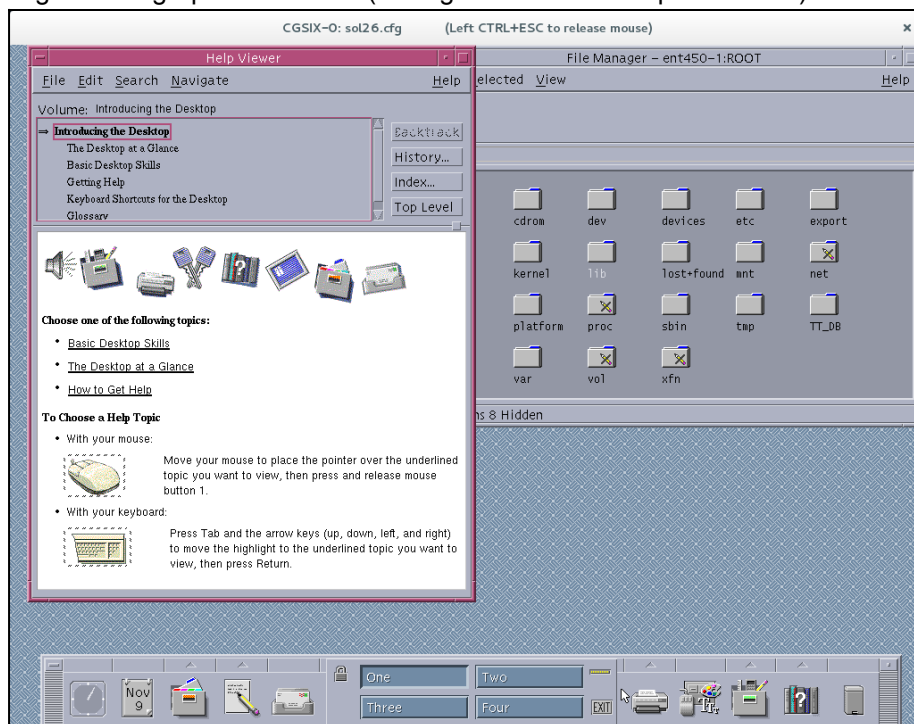 CGSIX-0: sol26.cfg (Left CTRL+ESC to release mouse)
Help Viewer
File Edit Search Navigate Help
Volume: Introducing the Desktop
⇒ Introducing the Desktop
The Desktop at a Glance
Basic Desktop Skills
Getting Help
Keyboard Shortcuts for the Desktop
Glossary
Backtrack
History...
Index...
Top Level
Choose one of the following topics:
• Basic Desktop Skills
• The Desktop at a Glance
• How to Get Help
To Choose a Help Topic
• With your mouse:
Move your mouse to place the pointer over the underlined
topic you want to view, then press and release mouse
button 1.
• With your keyboard:
Press Tab and the arrow keys (up, down, left, and right)
to move the highlight to the underlined topic you want to
view, then press Return.
File Manager - ent450-1:ROOT
elected View Help
cdrom dev devices etc export
kernel lib lost+found mnt net
platform proc sbin tmp TT_DB
var vol xfn
ns 8 Hidden
Nov
9
One Two
Three Four
EXIT